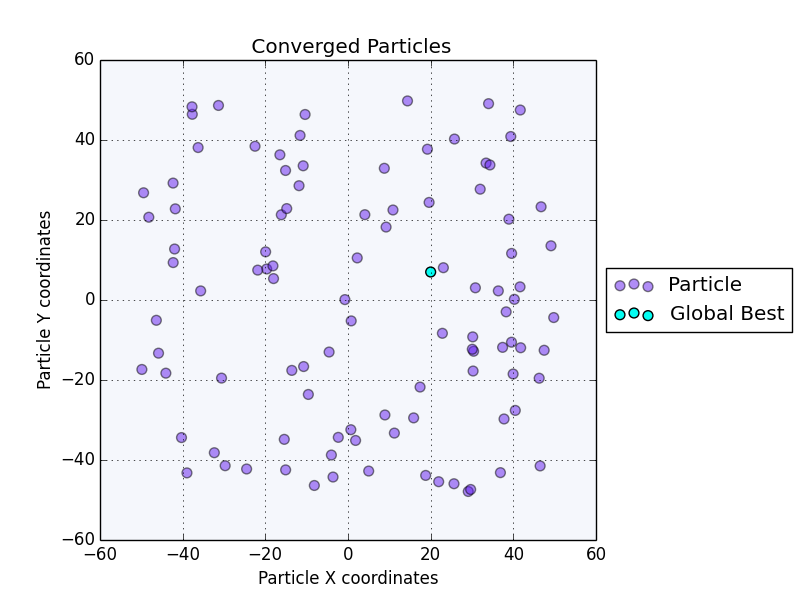 Converged Particles
60
40
20
0
−20
−40
−60
Particle Y coordinates
−60 −40 −20 0 20 40 60
Particle X coordinates
Particle
Global Best